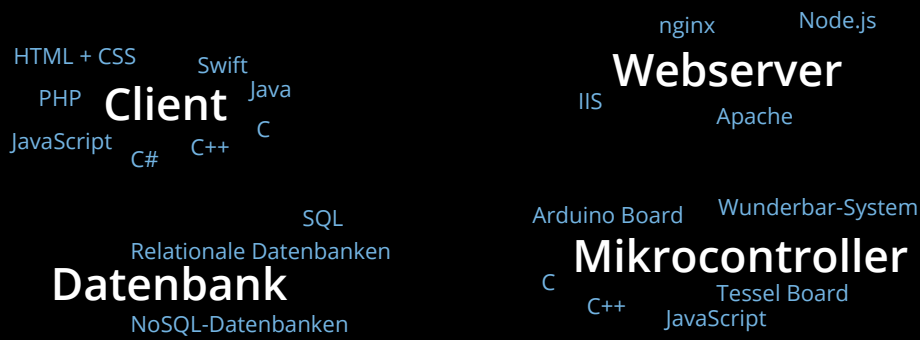 HTML + CSS
Swift
PHP
Client
Java
JavaScript
C#
C++
C
nginx
Node.js
Webserver
IIS
Apache
SQL
Relationale Datenbanken
Datenbank
NoSQL-Datenbanken
Arduino Board
Wunderbar-System
Mikrocontroller
C
C++
Tessel Board
JavaScript